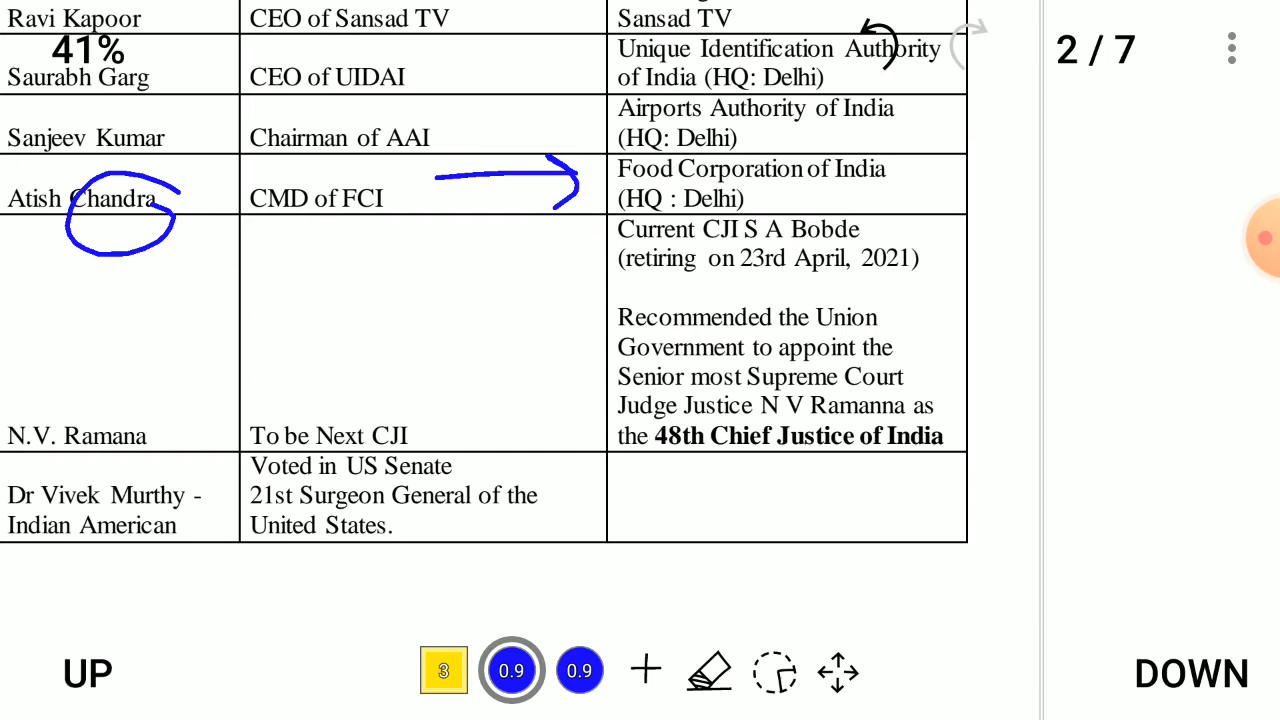 Ravi Kapoor
CEO of Sansad TV
Sansad TV
41%
Saurabh Garg
CEO of UIDAI
Unique Identification Authority
of India (HQ: Delhi)
2 / 7
Sanjeev Kumar
Chairman of AAI
Airports Authority of India
(HQ: Delhi)
Atish Chandra
CMD of FCI
Food Corporation of India
(HQ : Delhi)
N.V. Ramana
To be Next CJI
Current CJI S A Bobde
(retiring on 23rd April, 2021)
Recommended the Union
Government to appoint the
Senior most Supreme Court
Judge Justice N V Ramanna as
the 48th Chief Justice of India
Dr Vivek Murthy -
Indian American
Voted in US Senate
21st Surgeon General of the
United States.
UP
3
0.9
0.9
DOWN